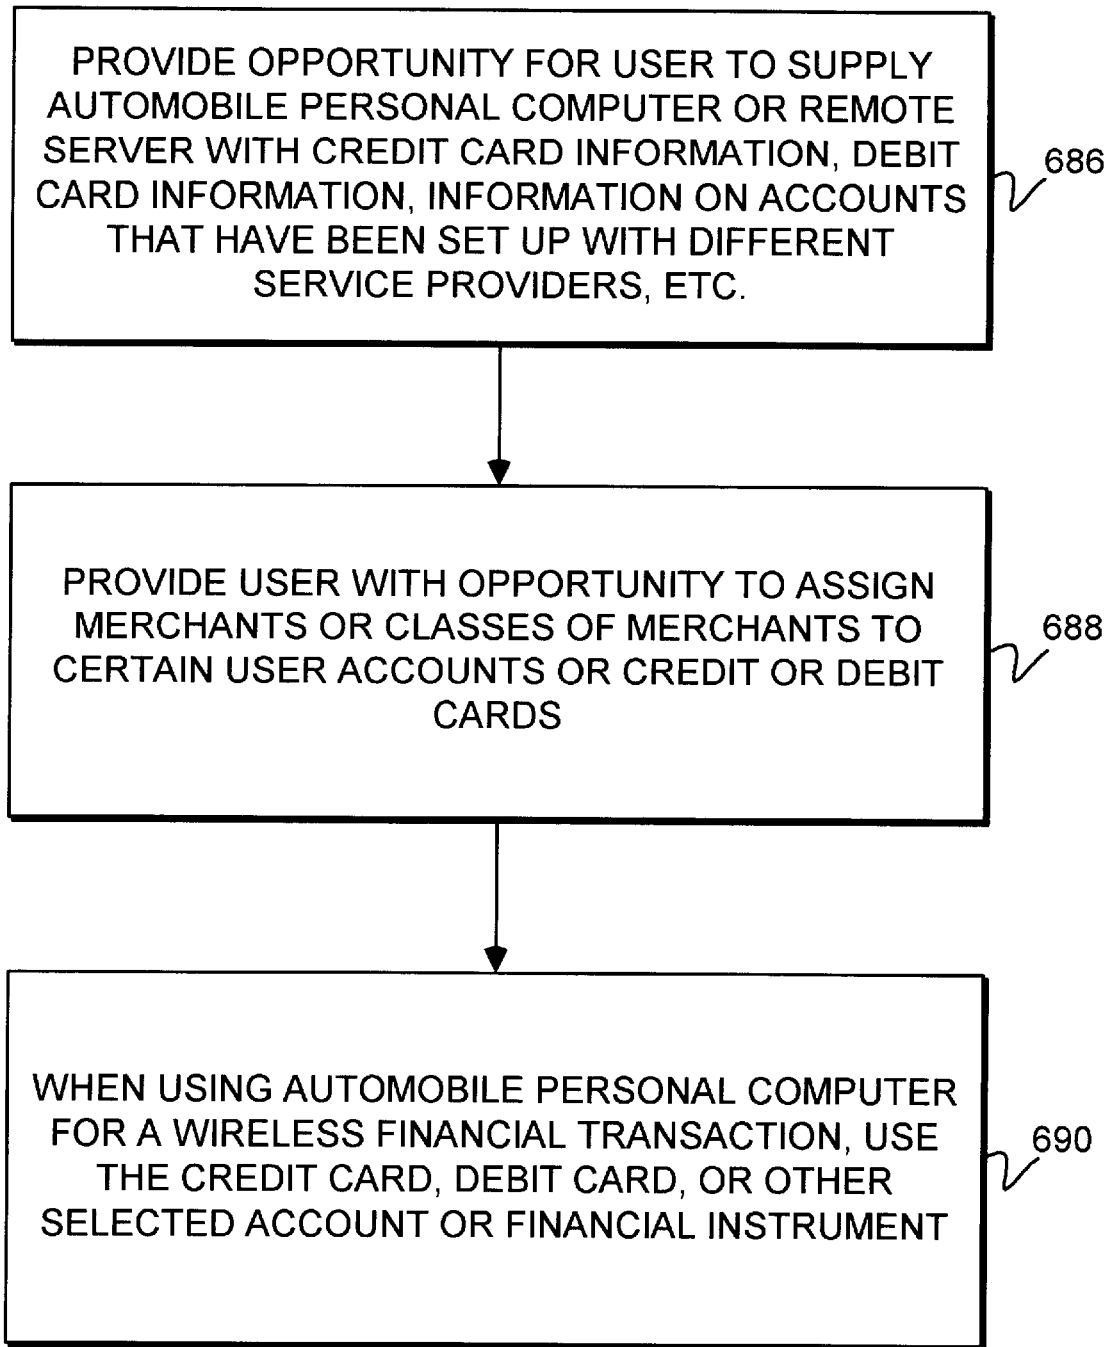 PROVIDE OPPORTUNITY FOR USER TO SUPPLY
AUTOMOBILE PERSONAL COMPUTER OR REMOTE
SERVER WITH CREDIT CARD INFORMATION, DEBIT
CARD INFORMATION, INFORMATION ON ACCOUNTS
THAT HAVE BEEN SET UP WITH DIFFERENT
SERVICE PROVIDERS, ETC.
686
PROVIDE USER WITH OPPORTUNITY TO ASSIGN
MERCHANTS OR CLASSES OF MERCHANTS TO
CERTAIN USER ACCOUNTS OR CREDIT OR DEBIT
CARDS
688
WHEN USING AUTOMOBILE PERSONAL COMPUTER
FOR A WIRELESS FINANCIAL TRANSACTION, USE
THE CREDIT CARD, DEBIT CARD, OR OTHER
SELECTED ACCOUNT OR FINANCIAL INSTRUMENT
690